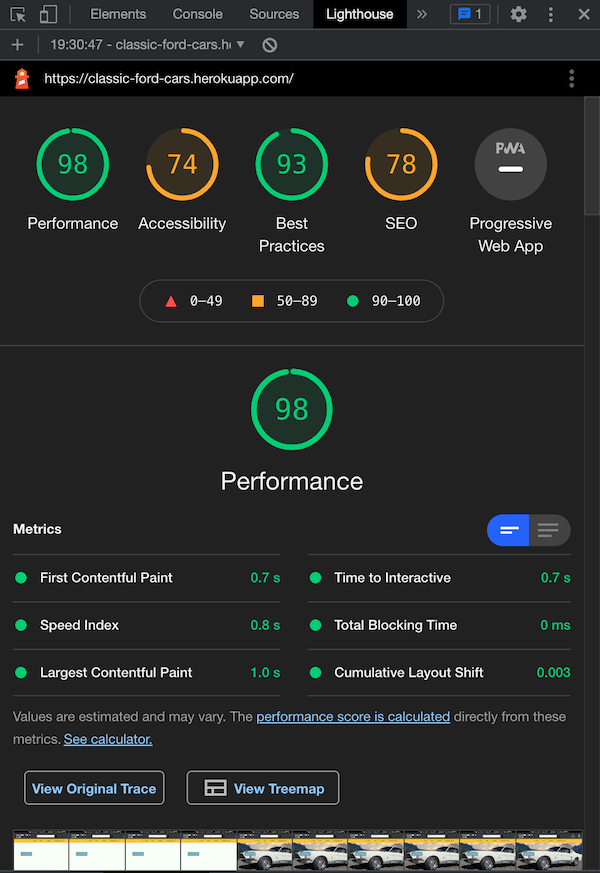 Elements Console Sources Lighthouse » 1
19:30:47 - classic-ford-cars.h
https://classic-ford-cars.herokuapp.com/
98 74 93 78 PWA
Performance Accessibility Best Practices SEO Progressive Web App
0–49 50–89 90–100
98
Performance
Metrics
First Contentful Paint 0.7 s
Time to Interactive 0.7 s
Speed Index 0.8 s
Total Blocking Time 0 ms
Largest Contentful Paint 1.0 s
Cumulative Layout Shift 0.003
Values are estimated and may vary. The performance score is calculated directly from these
metrics. See calculator.
View Original Trace View Treemap